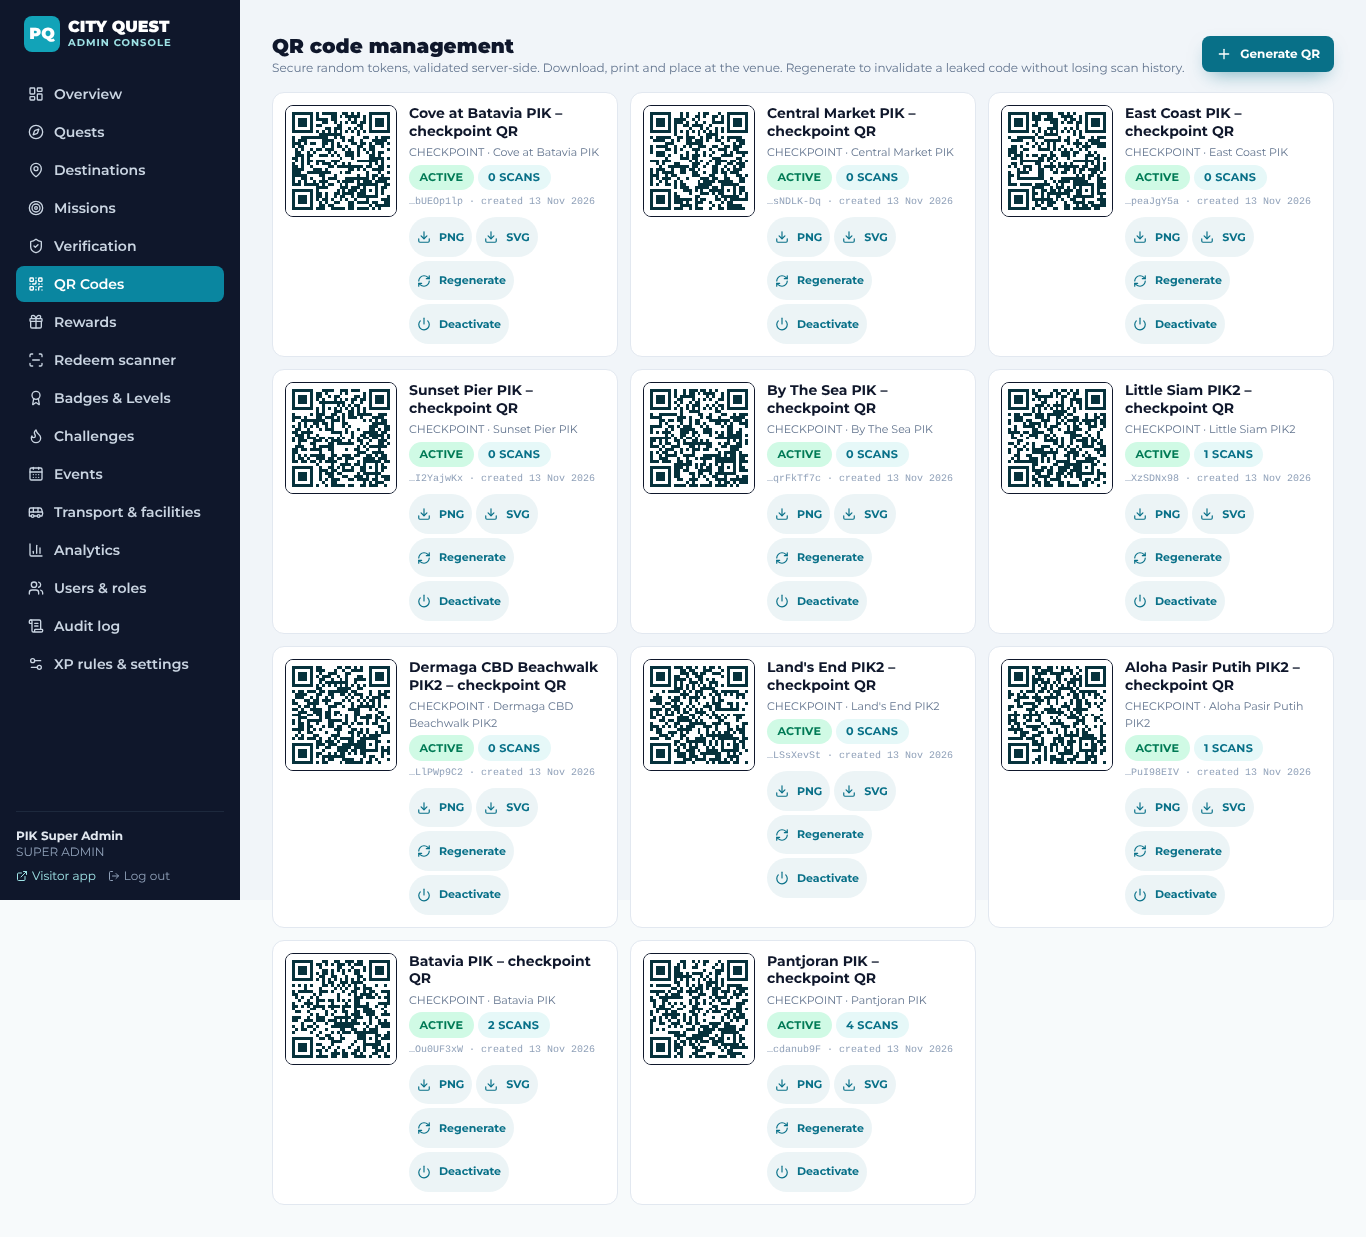 PQ
CITY QUEST
ADMIN CONSOLE
Overview
Quests
Destinations
Missions
Verification
QR Codes
Rewards
Redeem scanner
Badges & Levels
Challenges
Events
Transport & facilities
Analytics
Users & roles
Audit log
XP rules & settings
PIK Super Admin
SUPER ADMIN
Visitor app
Log out
QR code management
Secure random tokens, validated server-side. Download, print and place at the venue. Regenerate to invalidate a leaked code without losing scan history.
Generate QR
Cove at Batavia PIK –
checkpoint QR
CHECKPOINT · Cove at Batavia PIK
ACTIVE
0 SCANS
…bUEOp1lp · created 13 Nov 2026
PNG
SVG
Regenerate
Deactivate
Central Market PIK –
checkpoint QR
CHECKPOINT · Central Market PIK
ACTIVE
0 SCANS
…sNDLK-Dq · created 13 Nov 2026
PNG
SVG
Regenerate
Deactivate
East Coast PIK –
checkpoint QR
CHECKPOINT · East Coast PIK
ACTIVE
0 SCANS
…peaJgY5a · created 13 Nov 2026
PNG
SVG
Regenerate
Deactivate
Sunset Pier PIK –
checkpoint QR
CHECKPOINT · Sunset Pier PIK
ACTIVE
0 SCANS
…I2YajwKx · created 13 Nov 2026
PNG
SVG
Regenerate
Deactivate
By The Sea PIK –
checkpoint QR
CHECKPOINT · By The Sea PIK
ACTIVE
0 SCANS
…qrFkTf7c · created 13 Nov 2026
PNG
SVG
Regenerate
Deactivate
Little Siam PIK2 –
checkpoint QR
CHECKPOINT · Little Siam PIK2
ACTIVE
1 SCANS
…XzSDNx98 · created 13 Nov 2026
PNG
SVG
Regenerate
Deactivate
Dermaga CBD Beachwalk
PIK2 – checkpoint QR
CHECKPOINT · Dermaga CBD
Beachwalk PIK2
ACTIVE
0 SCANS
…LlPWp9C2 · created 13 Nov 2026
PNG
SVG
Regenerate
Deactivate
Land's End PIK2 –
checkpoint QR
CHECKPOINT · Land's End PIK2
ACTIVE
0 SCANS
…LSsXevSt · created 13 Nov 2026
PNG
SVG
Regenerate
Deactivate
Aloha Pasir Putih PIK2 –
checkpoint QR
CHECKPOINT · Aloha Pasir Putih
PIK2
ACTIVE
1 SCANS
…PuI98EIV · created 13 Nov 2026
PNG
SVG
Regenerate
Deactivate
Batavia PIK – checkpoint
QR
CHECKPOINT · Batavia PIK
ACTIVE
2 SCANS
…Ou0UF3xW · created 13 Nov 2026
PNG
SVG
Regenerate
Deactivate
Pantjoran PIK –
checkpoint QR
CHECKPOINT · Pantjoran PIK
ACTIVE
4 SCANS
…cdanub9F · created 13 Nov 2026
PNG
SVG
Regenerate
Deactivate